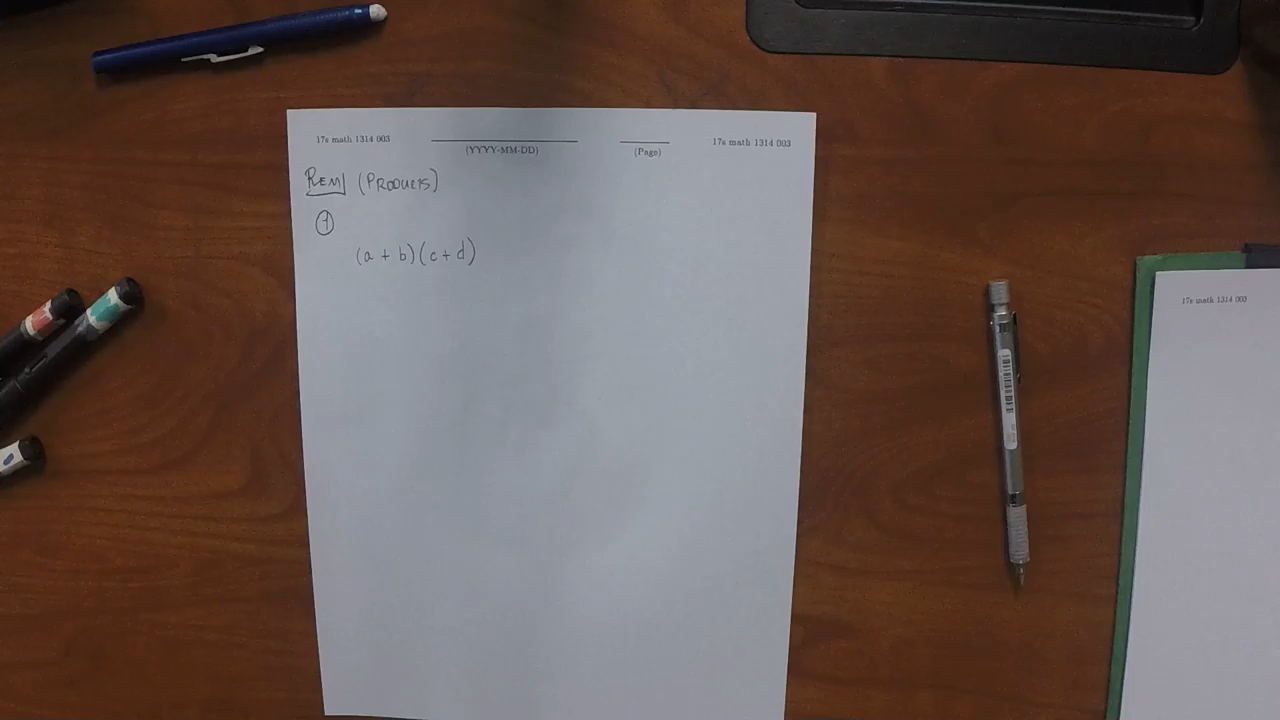 17s math 1314 003
17s math 1314 003
(YYYY-MM-DD)
(Page)
REM (PRODUCTS)
1
(a + b)(c + d)
17s math 1314 003